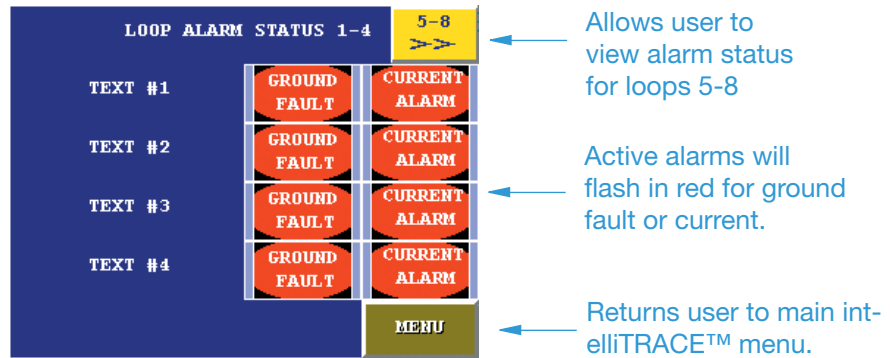 LOOP ALARM STATUS 1-4
5-8
>>
Allows user to
view alarm status
for loops 5-8
TEXT #1
GROUND
FAULT
CURRENT
ALARM
TEXT #2
GROUND
FAULT
CURRENT
ALARM
Active alarms will
flash in red for ground
fault or current.
TEXT #3
GROUND
FAULT
CURRENT
ALARM
TEXT #4
GROUND
FAULT
CURRENT
ALARM
MENU
Returns user to main int-
elliTRACE™ menu.